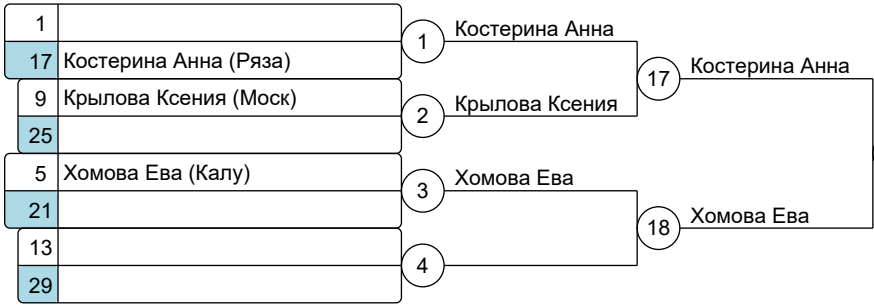 1
17 Костерина Анна (Ряза)
9 Крылова Ксения (Моск)
25
5 Хомова Ева (Калу)
21
13
29
1 Костерина Анна
2 Крылова Ксения
3 Хомова Ева
4
17 Костерина Анна
18 Хомова Ева